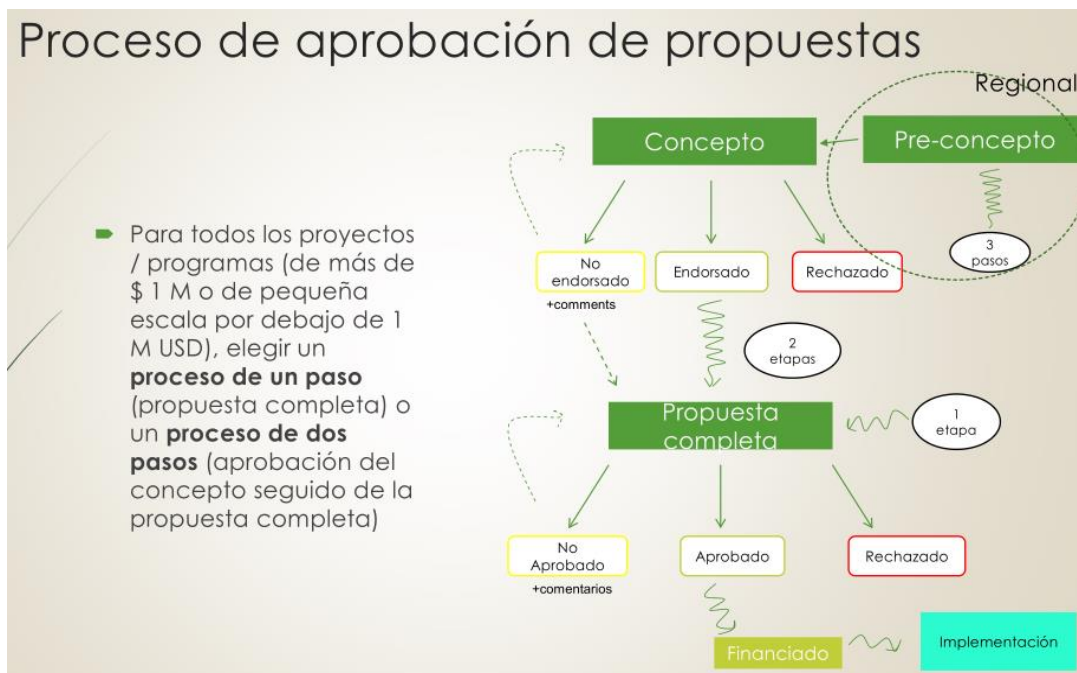 Proceso de aprobación de propuestas
Regional
Concepto
Pre-concepto
Para todos los proyectos
/ programas (de más de
$ 1 M o de pequeña
escala por debajo de 1
M USD), elegir un
proceso de un paso
(propuesta completa) o
un proceso de dos
pasos (aprobación del
concepto seguido de la
propuesta completa)
No
endorsado
+comments
Endorsado
Rechazado
3
pasos
2
etapas
Propuesta
completa
1
etapa
No
Aprobado
+comentarios
Aprobado
Rechazado
Financiado
Implementación